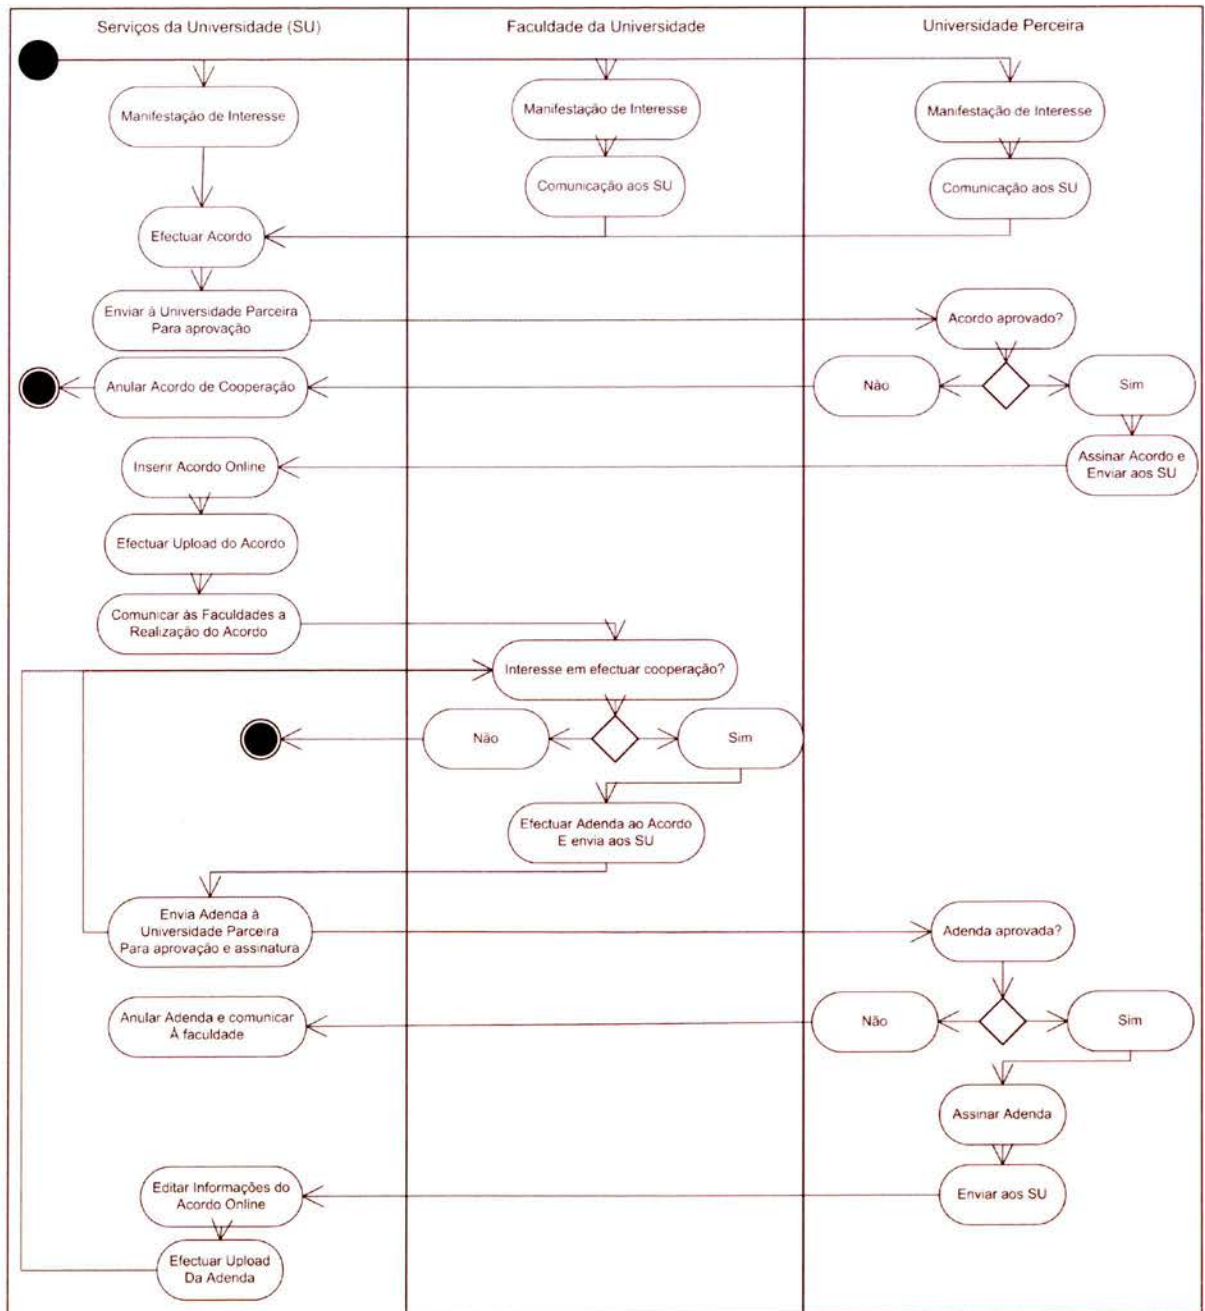 Serviços da Universidade (SU)
Faculdade da Universidade
Universidade Perceira
Manifestação de Interesse
Manifestação de Interesse
Manifestação de Interesse
Comunicação aos SU
Comunicação aos SU
Efectuar Acordo
Enviar à Universidade Parceira
Para aprovação
Acordo aprovado?
Anular Acordo de Cooperação
Não
Sim
Inserir Acordo Online
Assinar Acordo e
Enviar aos SU
Efectuar Upload do Acordo
Comunicar às Faculdades a
Realização do Acordo
Interesse em efectuar cooperação?
Não
Sim
Efectuar Adenda ao Acordo
E envia aos SU
Envia Adenda à
Universidade Parceira
Para aprovação e assinatura
Adenda aprovada?
Anular Adenda e comunicar
À faculdade
Não
Sim
Assinar Adenda
Editar Informações do
Acordo Online
Enviar aos SU
Efectuar Upload
Da Adenda